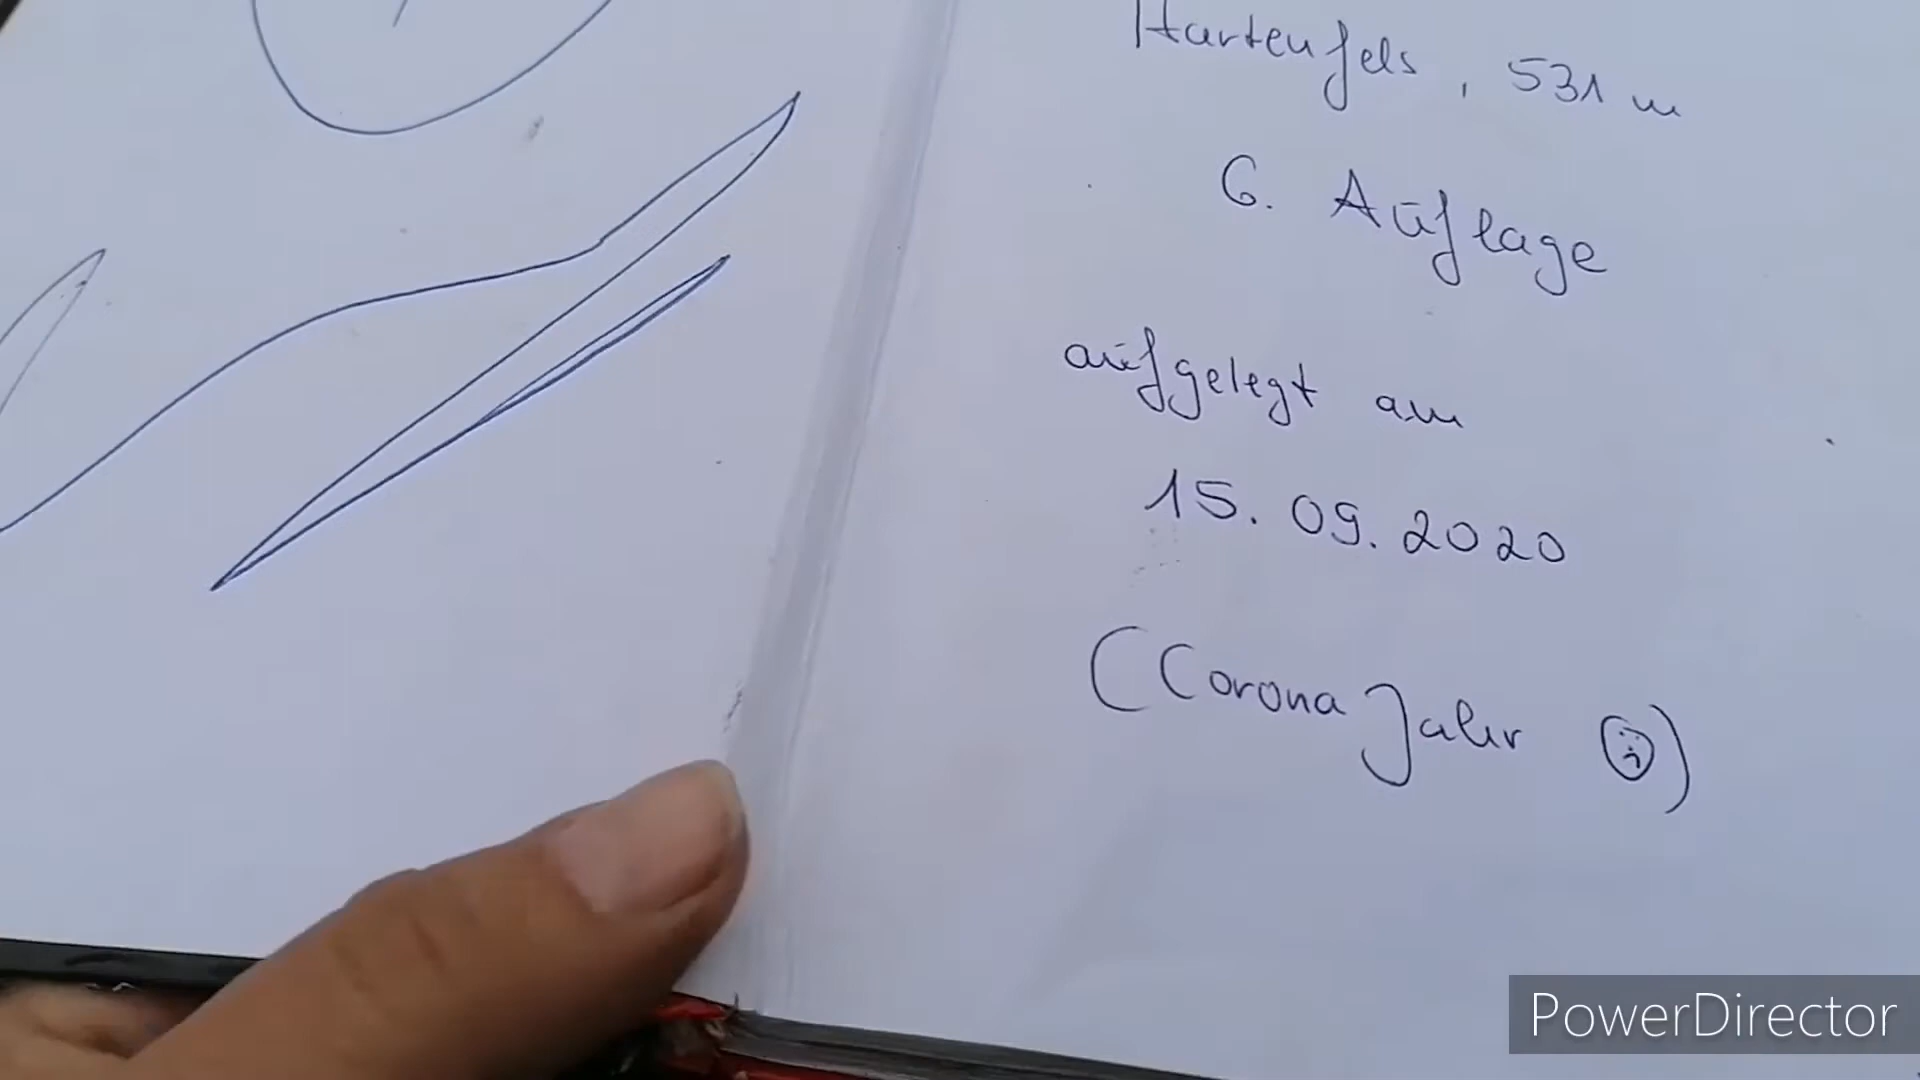 Hartenfels, 531 m
6. Auflage
aufgelegt am
15.09.2020
(Corona Jahr ☹)
PowerDirector